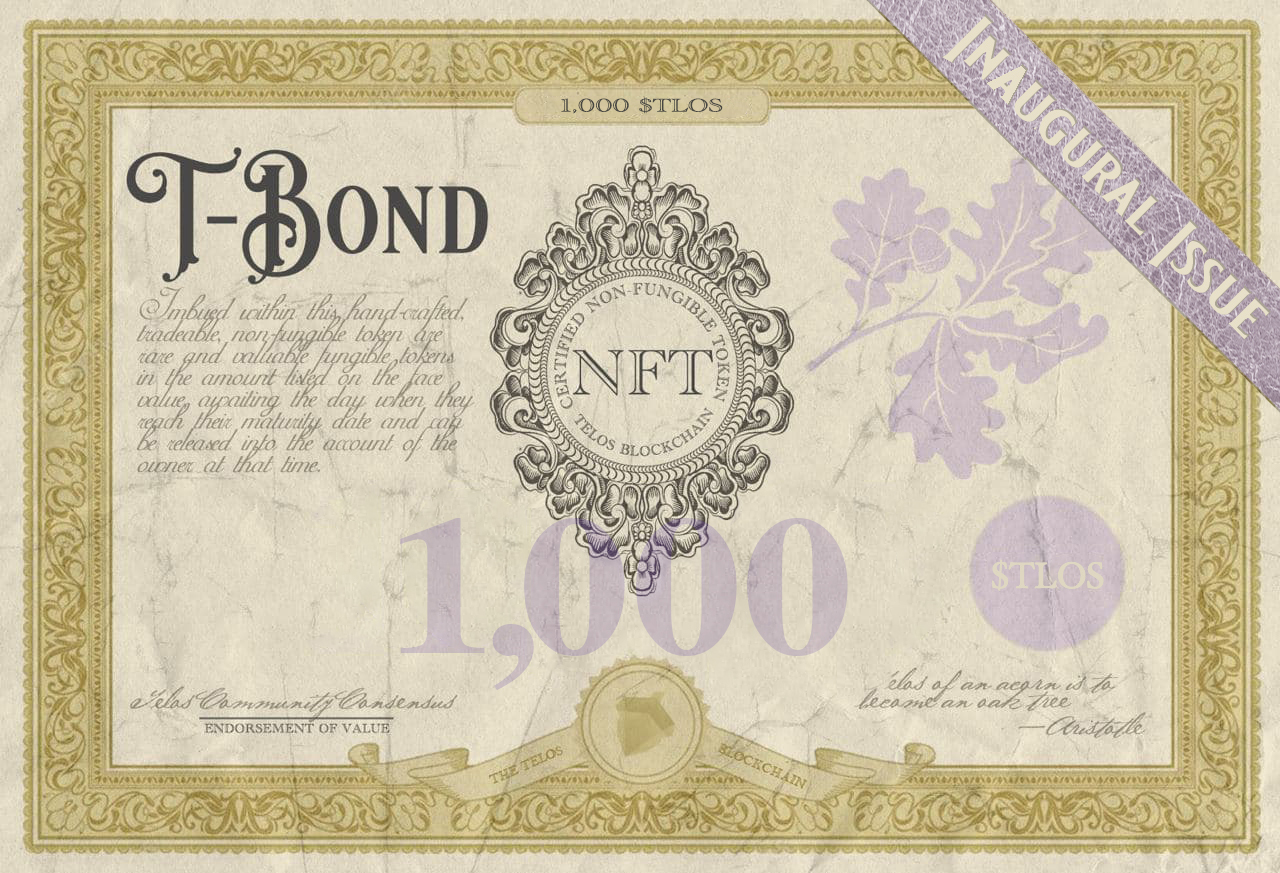 INAUGURAL ISSUE
1,000 $TLOS
T-BOND
Imbued within this, hand-crafted,
tradeable, non-fungible token are
rare and valuable fungible tokens
in the amount listed on the face
value, awaiting the day when they
reach their maturity date and can
be released into the account of the
owner at that time.
CERTIFIED NON-FUNGIBLE TOKEN
NFT
TELOS BLOCKCHAIN
1,000
$TLOS
Telos Community Consensus
ENDORSEMENT OF VALUE
THE TELOS BLOCKCHAIN
élos of an acorn is to
become an oak tree
—Aristotle